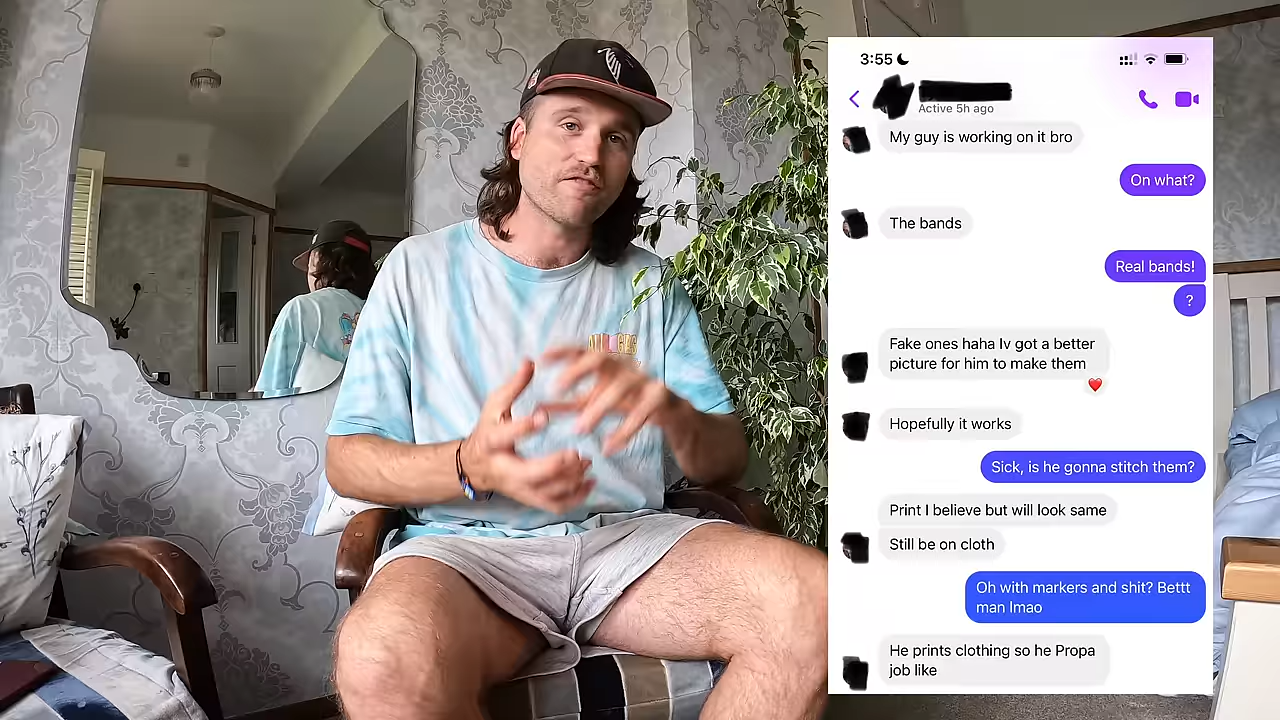 3:55
Active 5h ago
My guy is working on it bro
On what?
The bands
Real bands!
?
Fake ones haha Iv got a better
picture for him to make them
Hopefully it works
Sick, is he gonna stitch them?
Print I believe but will look same
Still be on cloth
Oh with markers and shit? Bettt
man lmao
He prints clothing so he Propa
job like